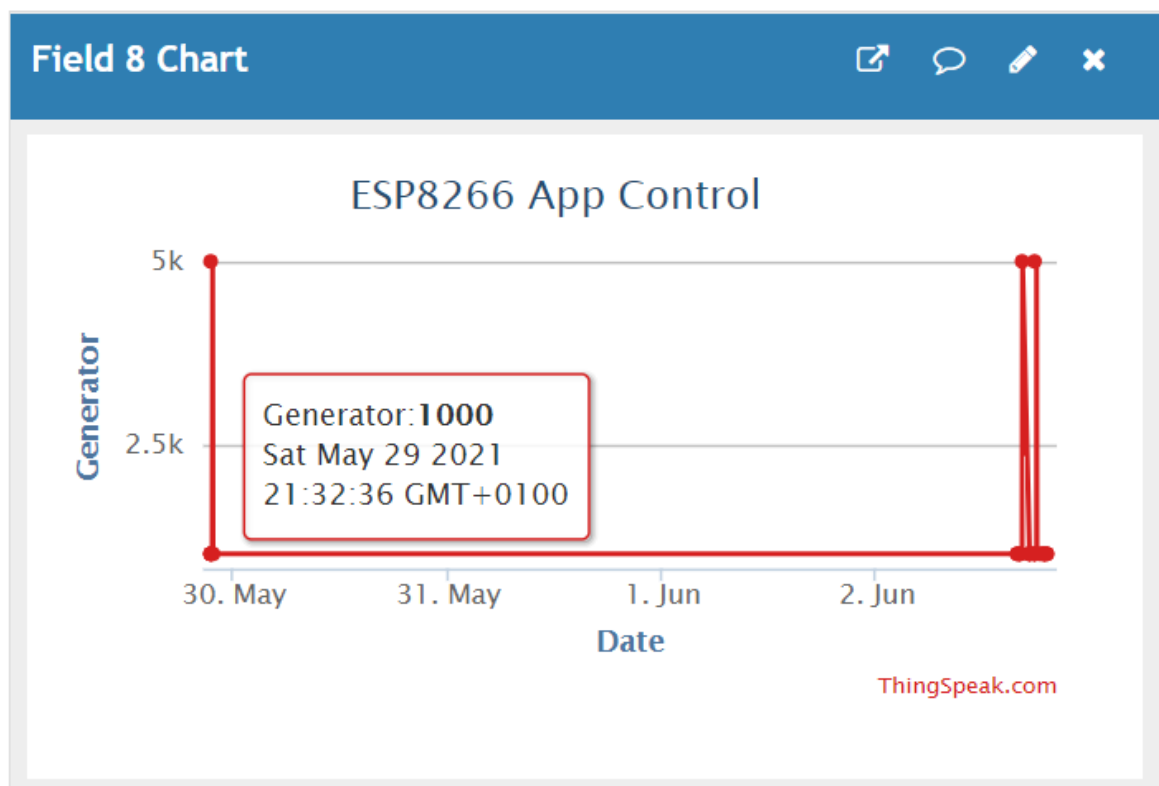 Field 8 Chart
ESP8266 App Control
5k
Generator
Generator:1000
2.5k
Sat May 29 2021
21:32:36 GMT+0100
30. May 31. May 1. Jun 2. Jun
Date
ThingSpeak.com